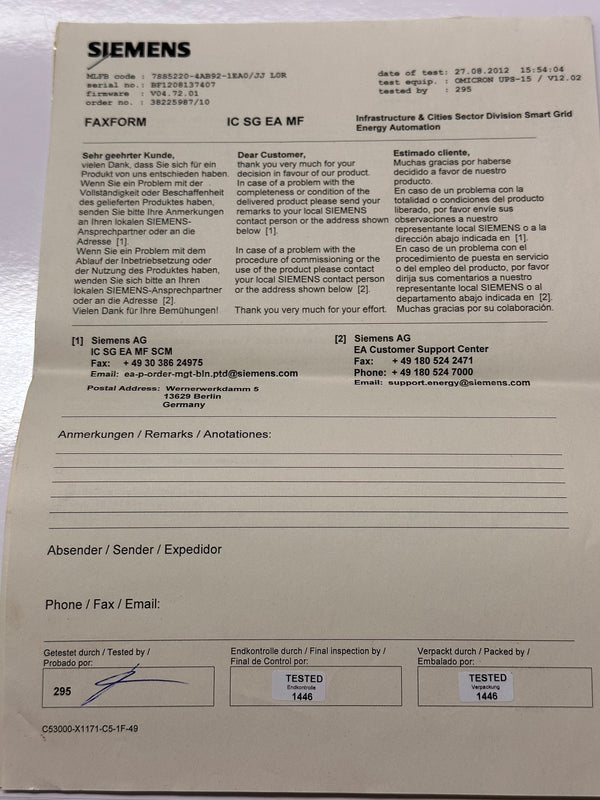 SIEMENS
MLFB code : 7SS5220-4AB92-1EA0/JJ L0R
serial no.: BF1208137407
firmware : V04.72.01
order no. : 38225987/10
date of test: 27.08.2012 15:54:04
test equip. : OMICRON UPS-15 / V12.02
tested by : 295
FAXFORM IC SG EA MF
Infrastructure & Cities Sector Division Smart Grid
Energy Automation
Sehr geehrter Kunde,
vielen Dank, dass Sie sich für ein
Produkt von uns entschieden haben.
Wenn Sie ein Problem mit der
Vollständigkeit oder Beschaffenheit
des gelieferten Produktes haben,
senden Sie bitte Ihre Anmerkungen
an Ihren lokalen SIEMENS-
Ansprechpartner oder an die
Adresse [1].
Wenn Sie ein Problem mit dem
Ablauf der Inbetriebsetzung oder
der Nutzung des Produktes haben,
wenden Sie sich bitte an Ihren
lokalen SIEMENS-Ansprechpartner
oder an die Adresse [2].
Vielen Dank für Ihre Bemühungen!
Dear Customer,
thank you very much for your
decision in favour of our product.
In case of a problem with the
completeness or condition of the
delivered product please send your
remarks to your local SIEMENS
contact person or the address shown
below [1].
In case of a problem with the
procedure of commissioning or the
use of the product please contact
your local SIEMENS contact person
or the address shown below [2].
Thank you very much for your effort.
Estimado cliente,
Muchas gracias por haberse
decidido a favor de nuestro
producto.
En caso de un problema con la
totalidad o condiciones del producto
liberado, por favor envíe sus
observaciones a nuestro
representante local SIEMENS o a la
dirección abajo indicada en [1].
En caso de un problema con el
procedimiento de puesta en servicio
o del empleo del producto, por favor
dirija sus comentarios a nuestro
representante local SIEMENS o al
departamento abajo indicada en [2].
Muchas gracias por su colaboración.
[1] Siemens AG
IC SG EA MF SCM
Fax: + 49 30 386 24975
Email: ea-p-order-mgt-bln.ptd@siemens.com
Postal Address: Wernerwerkdamm 5
13629 Berlin
Germany
[2] Siemens AG
EA Customer Support Center
Fax: + 49 180 524 2471
Phone: + 49 180 524 7000
Email: support.energy@siemens.com
Anmerkungen / Remarks / Anotationes:
Absender / Sender / Expedidor
Phone / Fax / Email:
Getestet durch / Tested by /
Probado por:
295
Endkontrolle durch / Final inspection by /
Final de Control por:
TESTED
Endkontrolle
1446
Verpackt durch / Packed by /
Embalado por:
TESTED
Verpackung
1446
C53000-X1171-C5-1F-49